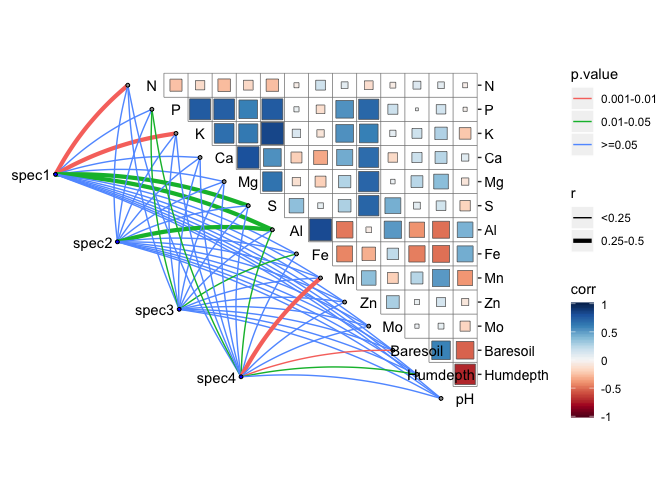 p.value
0.001-0.01
0.01-0.05
>=0.05
r
<0.25
0.25-0.5
corr
1
0.5
0
-0.5
-1
N N
P P
K K
Ca Ca
spec1
Mg Mg
S S
Al Al
spec2
Fe Fe
Mn Mn
Zn Zn
spec3
Mo Mo
Baresoil Baresoil
spec4
Humdepth Humdepth
pH